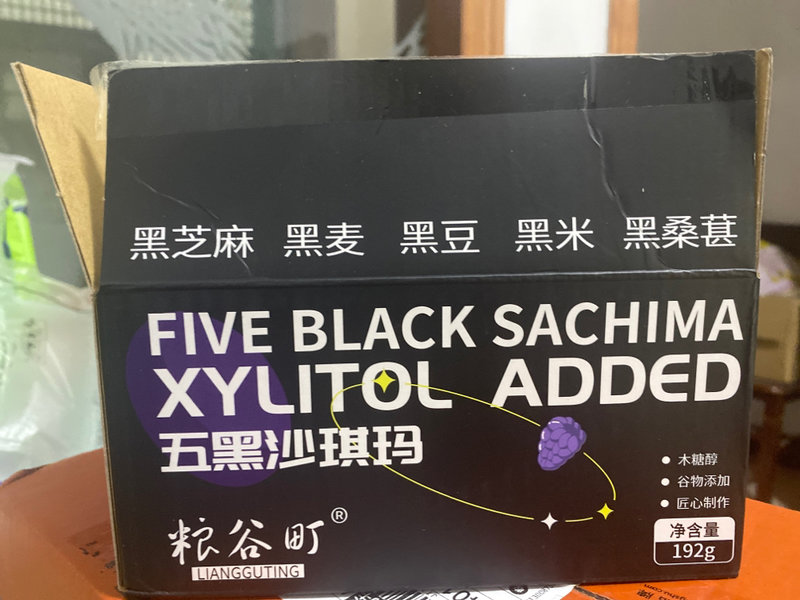 黑芝麻 黑麦 黑豆 黑米 黑桑葚
FIVE BLACK SACHIMA
XYLITOL ADDED
五黑沙琪玛
木糖醇
谷物添加
匠心制作
粮谷町®
LIANGGUTING
净含量
192g